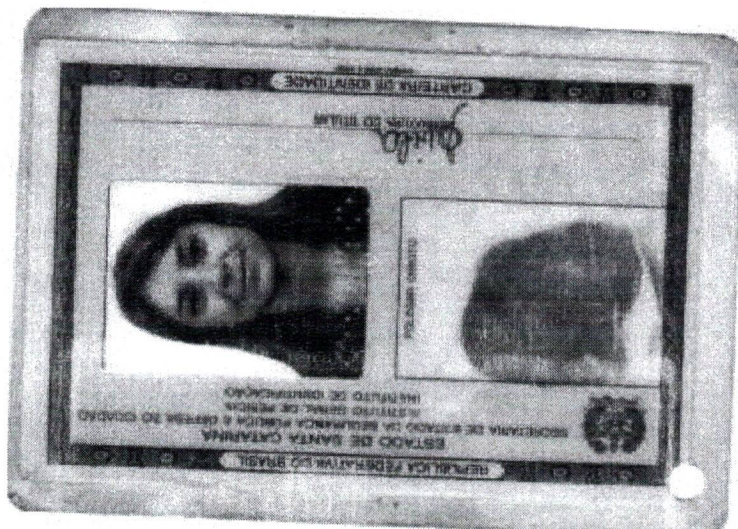 REPÚBLICA FEDERATIVA DO BRASIL
ESTADO DE SANTA CATARINA
SECRETARIA DE ESTADO DA SEGURANÇA PÚBLICA E DEFESA DO CIDADÃO
INSTITUTO GERAL DE PERÍCIA
INSTITUTO DE IDENTIFICAÇÃO
POLEGAR DIREITO
ASSINATURA DO TITULAR
CARTEIRA DE IDENTIDADE